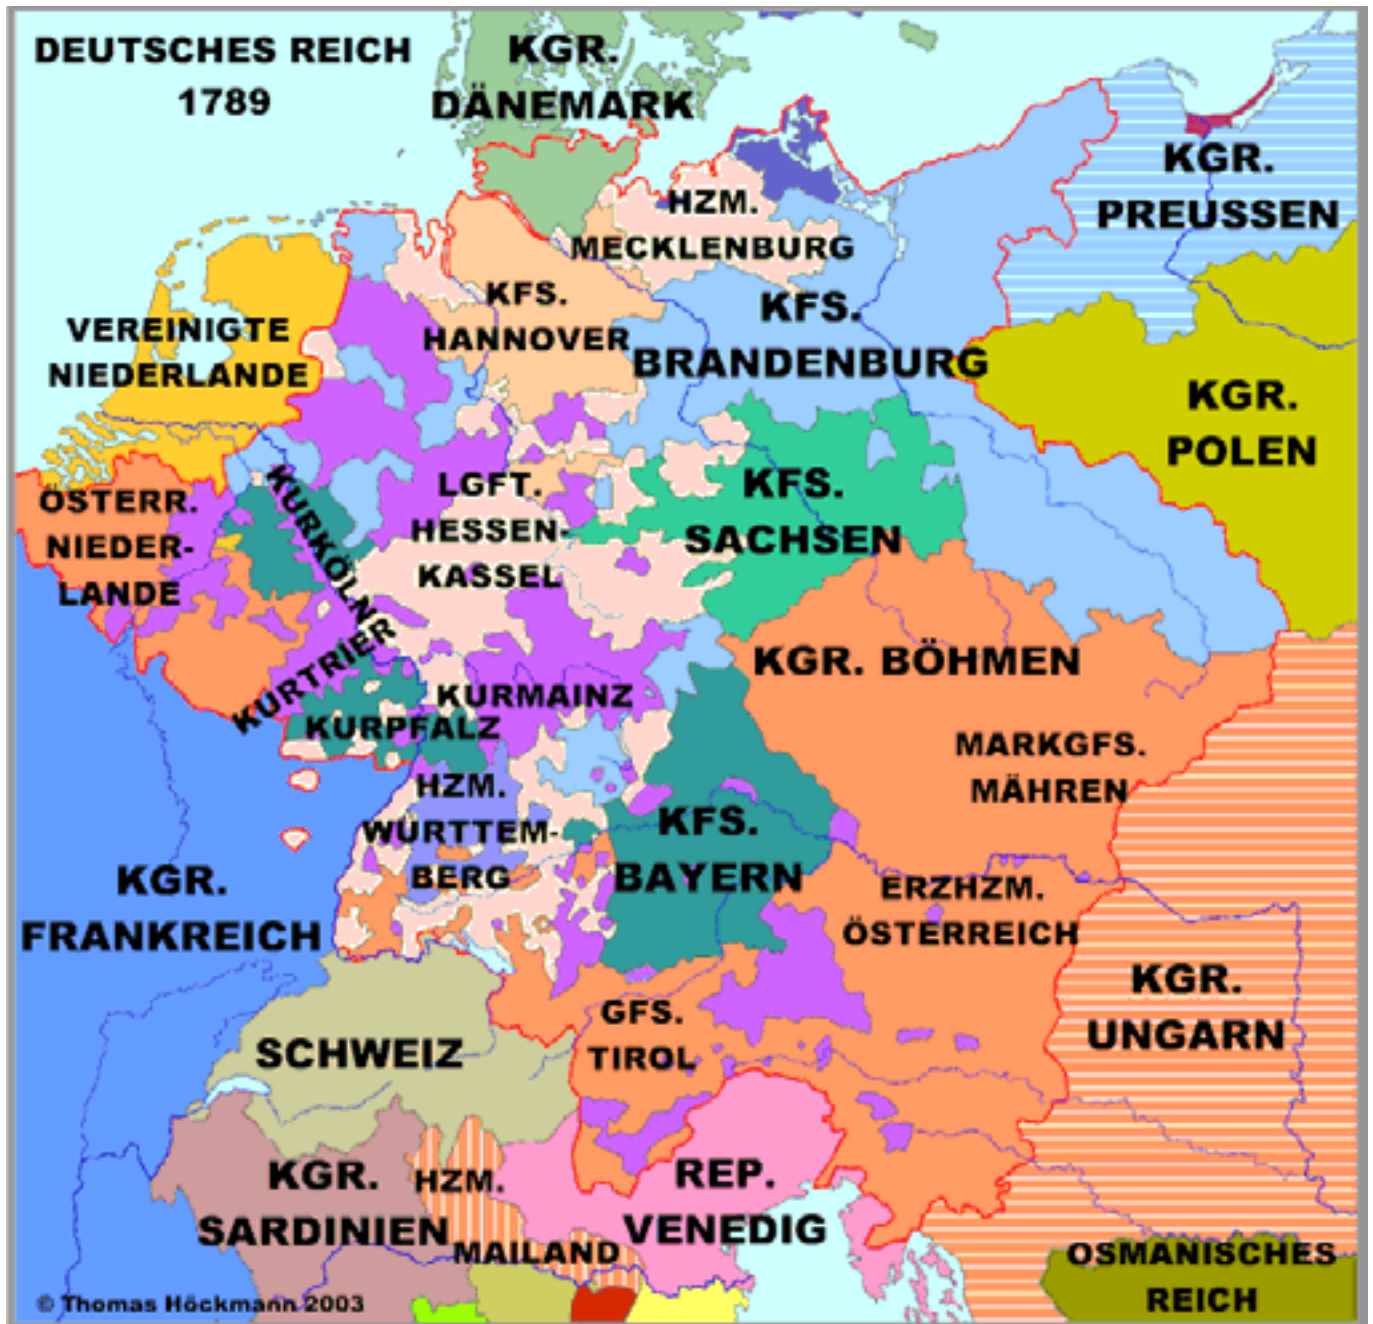 DEUTSCHES REICH
1789
KGR.
DÄNEMARK
KGR.
PREUSSEN
HZM.
MECKLENBURG
KFS.
HANNOVER
KFS.
BRANDENBURG
VEREINIGTE
NIEDERLANDE
KGR.
POLEN
ÖSTERR.
NIEDER-
LANDE
KURKÖLN
LGFT.
HESSEN-
KASSEL
KFS.
SACHSEN
KURTRIER
KURMAINZ
KURPFALZ
KGR. BÖHMEN
MARKGFS.
MÄHREN
HZM.
WÜRTTEM-
BERG
KFS.
BAYERN
KGR.
FRANKREICH
ERZHZM.
ÖSTERREICH
KGR.
UNGARN
GFS.
TIROL
SCHWEIZ
KGR.
SARDINIEN
HZM.
MAILAND
REP.
VENEDIG
OSMANISCHES
REICH
© Thomas Höckmann 2003